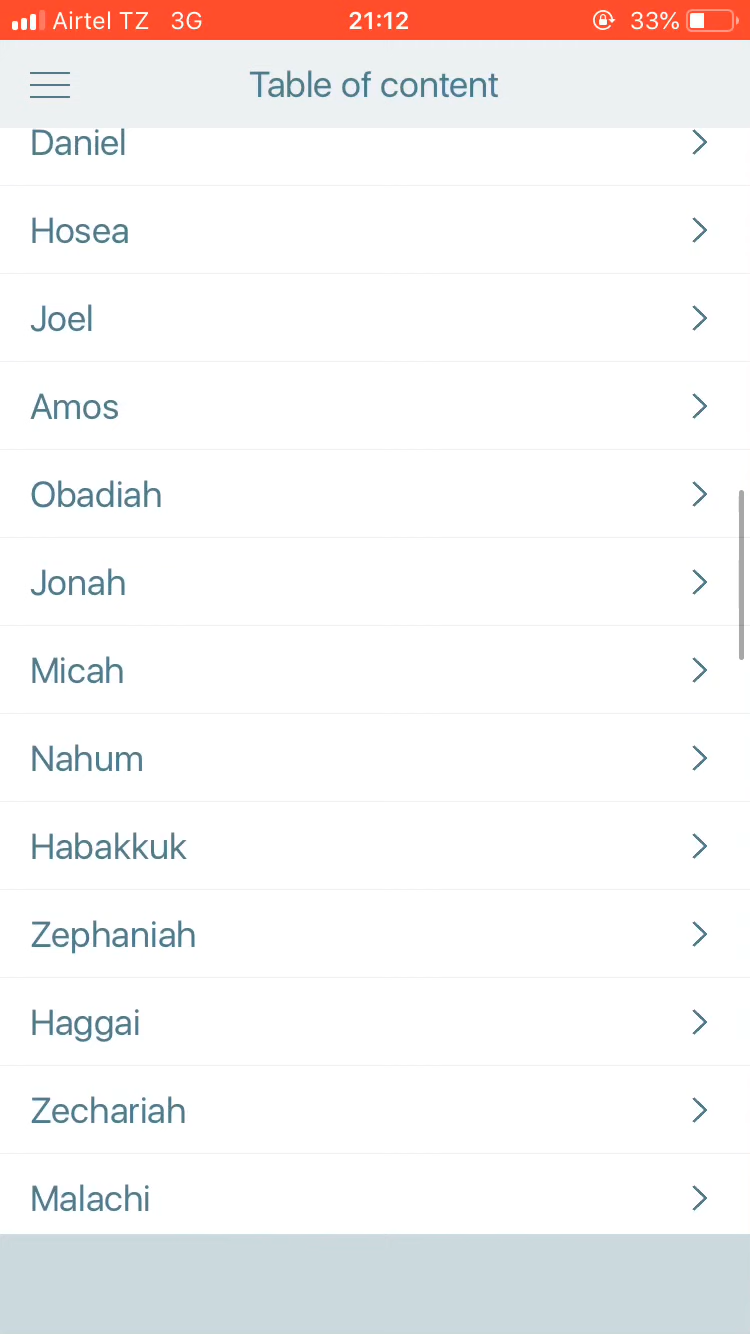 Airtel TZ 3G 21:12 33%
Table of content
Daniel
Hosea
Joel
Amos
Obadiah
Jonah
Micah
Nahum
Habakkuk
Zephaniah
Haggai
Zechariah
Malachi